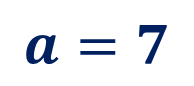 a = 7